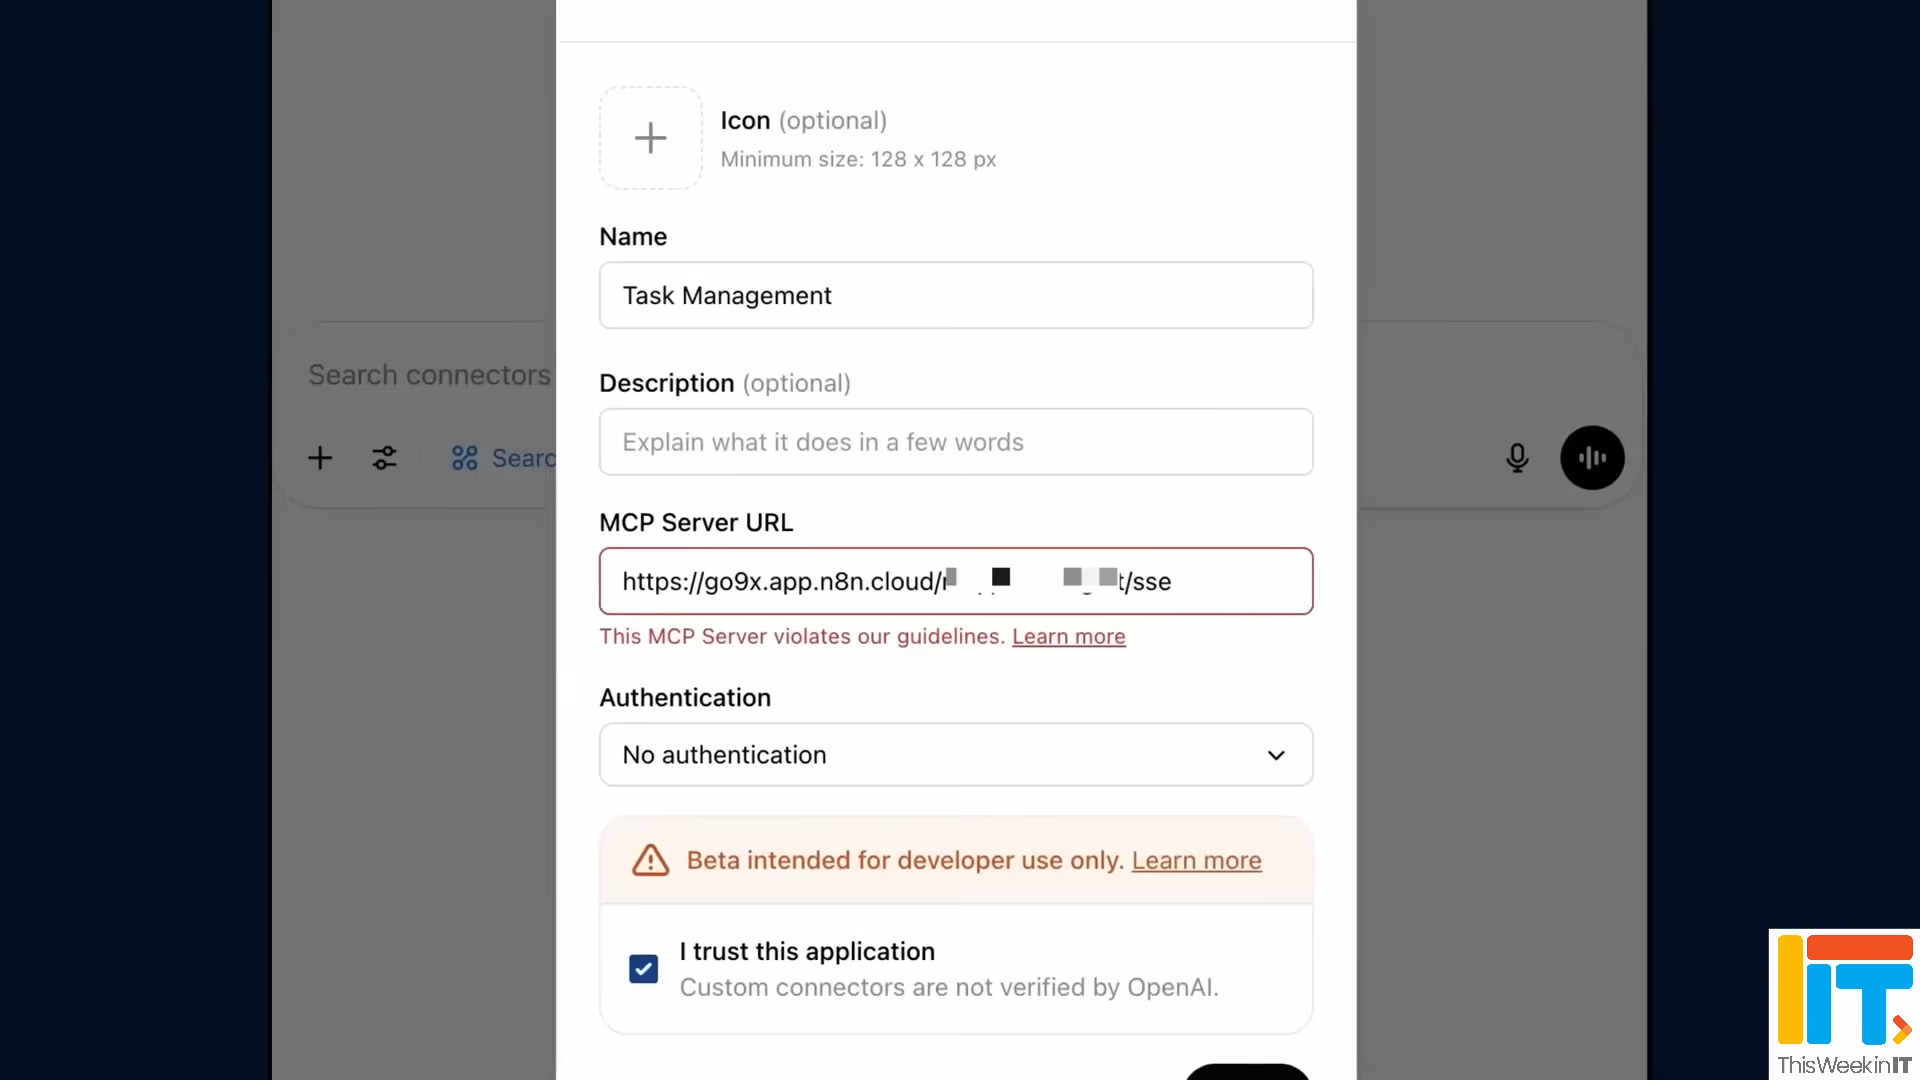 Icon (optional)
Minimum size: 128 x 128 px
Name
Task Management
Search connectors
Description (optional)
Explain what it does in a few words
Searc
MCP Server URL
https://go9x.app.n8n.cloud/ t/sse
This MCP Server violates our guidelines. Learn more
Authentication
No authentication
Beta intended for developer use only. Learn more
I trust this application
Custom connectors are not verified by OpenAI.
IT
ThisWeekinIT